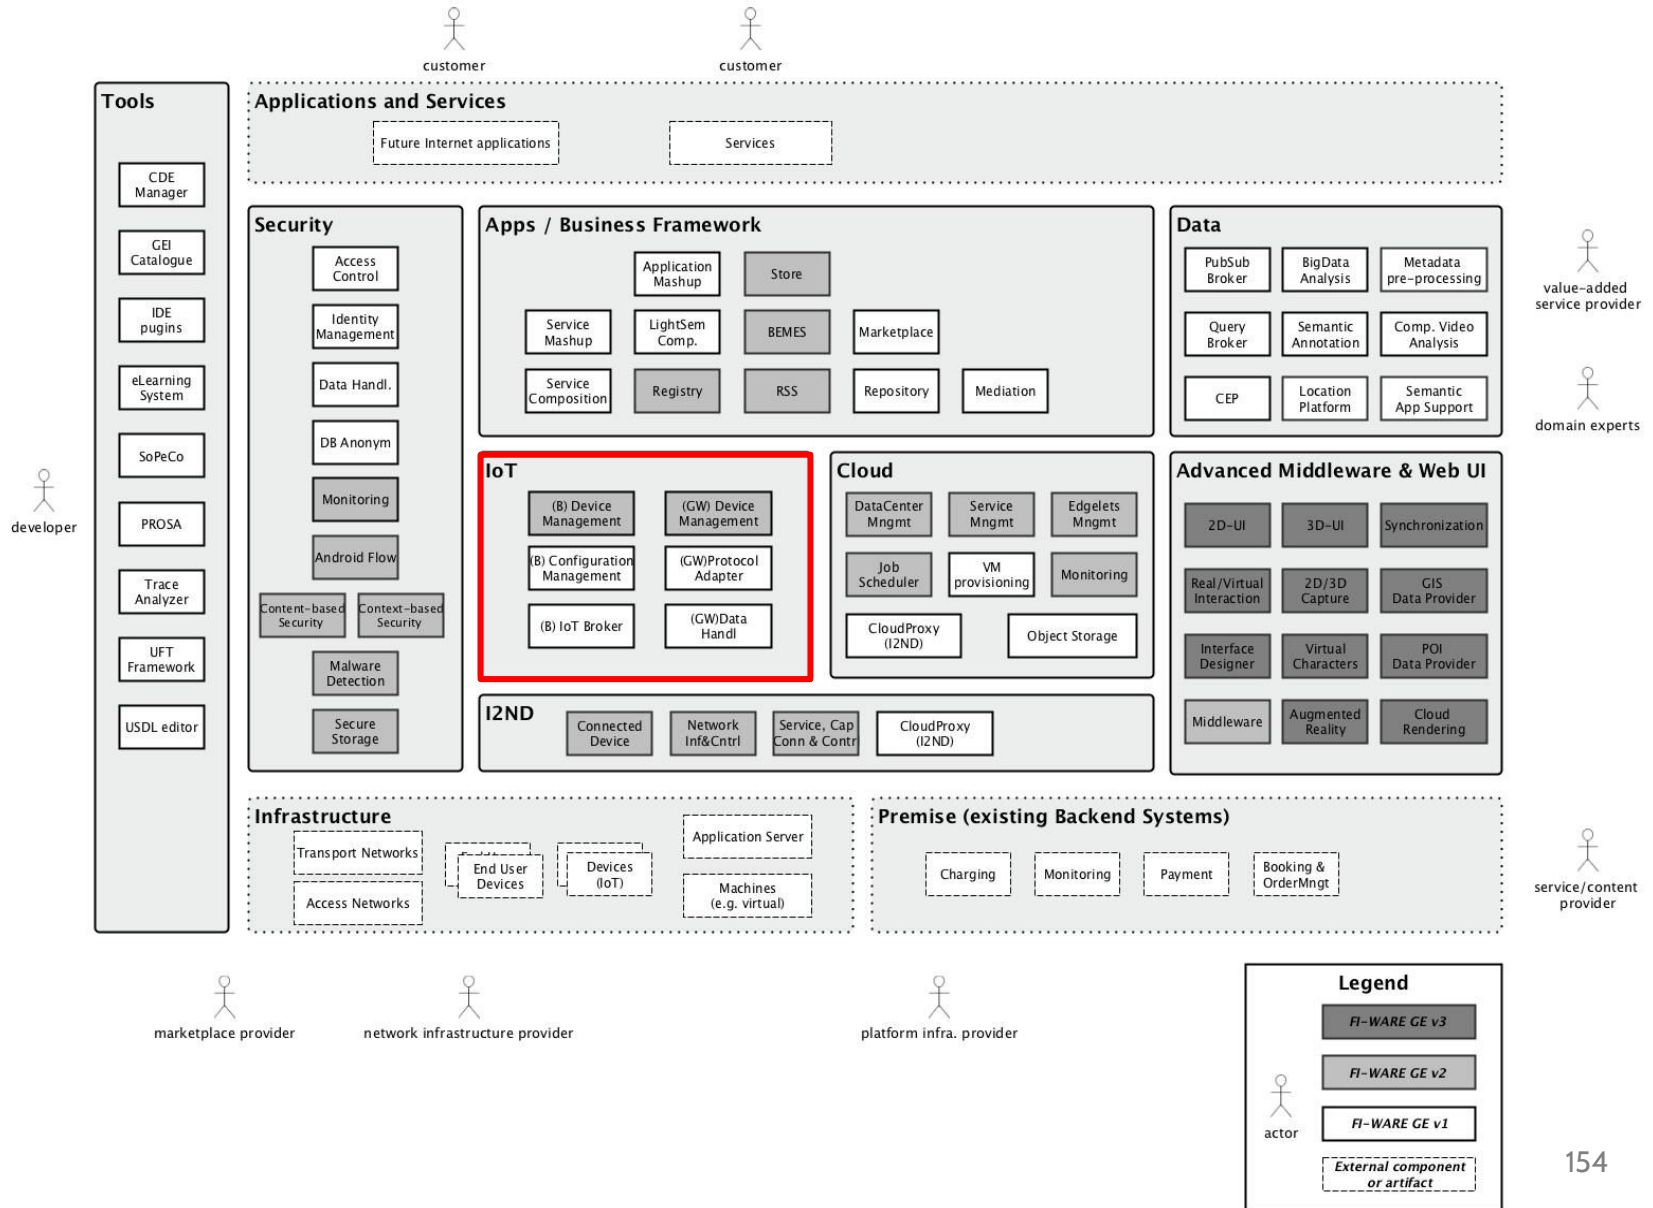 customer
customer
Tools
CDE
Manager
GEI
Catalogue
IDE
pugins
eLearning
System
SoPeCo
PROSA
Trace
Analyzer
UFT
Framework
USDL editor
Applications and Services
Future Internet applications
Services
Security
Access
Control
Identity
Management
Data Handl.
DB Anonym
Monitoring
Android Flow
Content-based
Security
Context-based
Security
Malware
Detection
Secure
Storage
Apps / Business Framework
Application
Mashup
Store
Service
Mashup
LightSem
Comp.
BEMES
Marketplace
Service
Composition
Registry
RSS
Repository
Mediation
Data
PubSub
Broker
BigData
Analysis
Metadata
pre-processing
Query
Broker
Semantic
Annotation
Comp. Video
Analysis
CEP
Location
Platform
Semantic
App Support
value-added
service provider
domain experts
developer
IoT
(B) Device
Management
(GW) Device
Management
(B) Configuration
Management
(GW)Protocol
Adapter
(B) IoT Broker
(GW)Data
Handl
Cloud
DataCenter
Mngmt
Service
Mngmt
Edgelets
Mngmt
Job
Scheduler
VM
provisioning
Monitoring
CloudProxy
(I2ND)
Object Storage
Advanced Middleware & Web UI
2D-UI
3D-UI
Synchronization
Real/Virtual
Interaction
2D/3D
Capture
GIS
Data Provider
Interface
Designer
Virtual
Characters
POI
Data Provider
Middleware
Augmented
Reality
Cloud
Rendering
I2ND
Connected
Device
Network
Inf&Cntrl
Service, Cap
Conn & Contr
CloudProxy
(I2ND)
Infrastructure
Transport Networks
Access Networks
End User
Devices
Devices
(IoT)
Application Server
Machines
(e.g. virtual)
Premise (existing Backend Systems)
Charging
Monitoring
Payment
Booking &
OrderMngt
service/content
provider
marketplace provider
network infrastructure provider
platform infra. provider
Legend
FI-WARE GE v3
FI-WARE GE v2
FI-WARE GE v1
External component
or artifact
actor
154